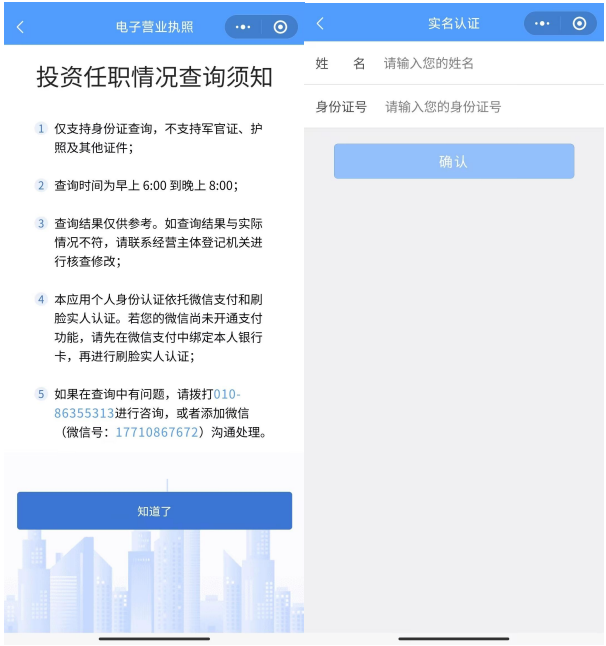 电子营业执照
投资任职情况查询须知
1 仅支持身份证查询，不支持军官证、护
照及其他证件；
2 查询时间为早上 6:00 到晚上 8:00；
3 查询结果仅供参考。如查询结果与实际
情况不符，请联系经营主体登记机关进
行核查修改；
4 本应用个人身份认证依托微信支付和刷
脸实人认证。若您的微信尚未开通支付
功能，请先在微信支付中绑定本人银行
卡，再进行刷脸实人认证；
5 如果在查询中有问题，请拨打010-
86355313进行咨询，或者添加微信
（微信号：17710867672）沟通处理。
知道了
实名认证
姓 名 请输入您的姓名
身份证号 请输入您的身份证号
确认